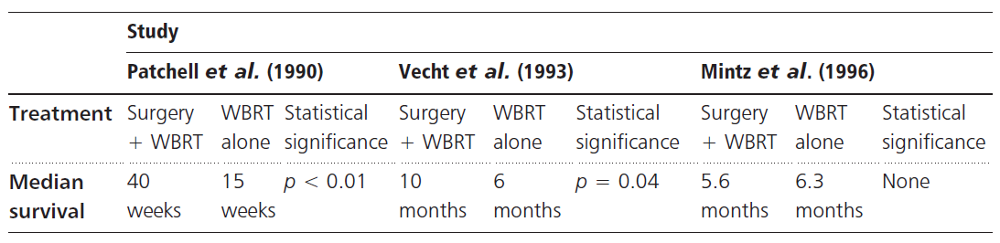 Study
Patchell et al. (1990) Vecht et al. (1993) Mintz et al. (1996)
Treatment Surgery WBRT Statistical Surgery WBRT Statistical Surgery WBRT Statistical
+ WBRT alone significance + WBRT alone significance + WBRT alone significance
Median 40 15 p < 0.01 10 6 p = 0.04 5.6 6.3 None
survival weeks weeks months months months months